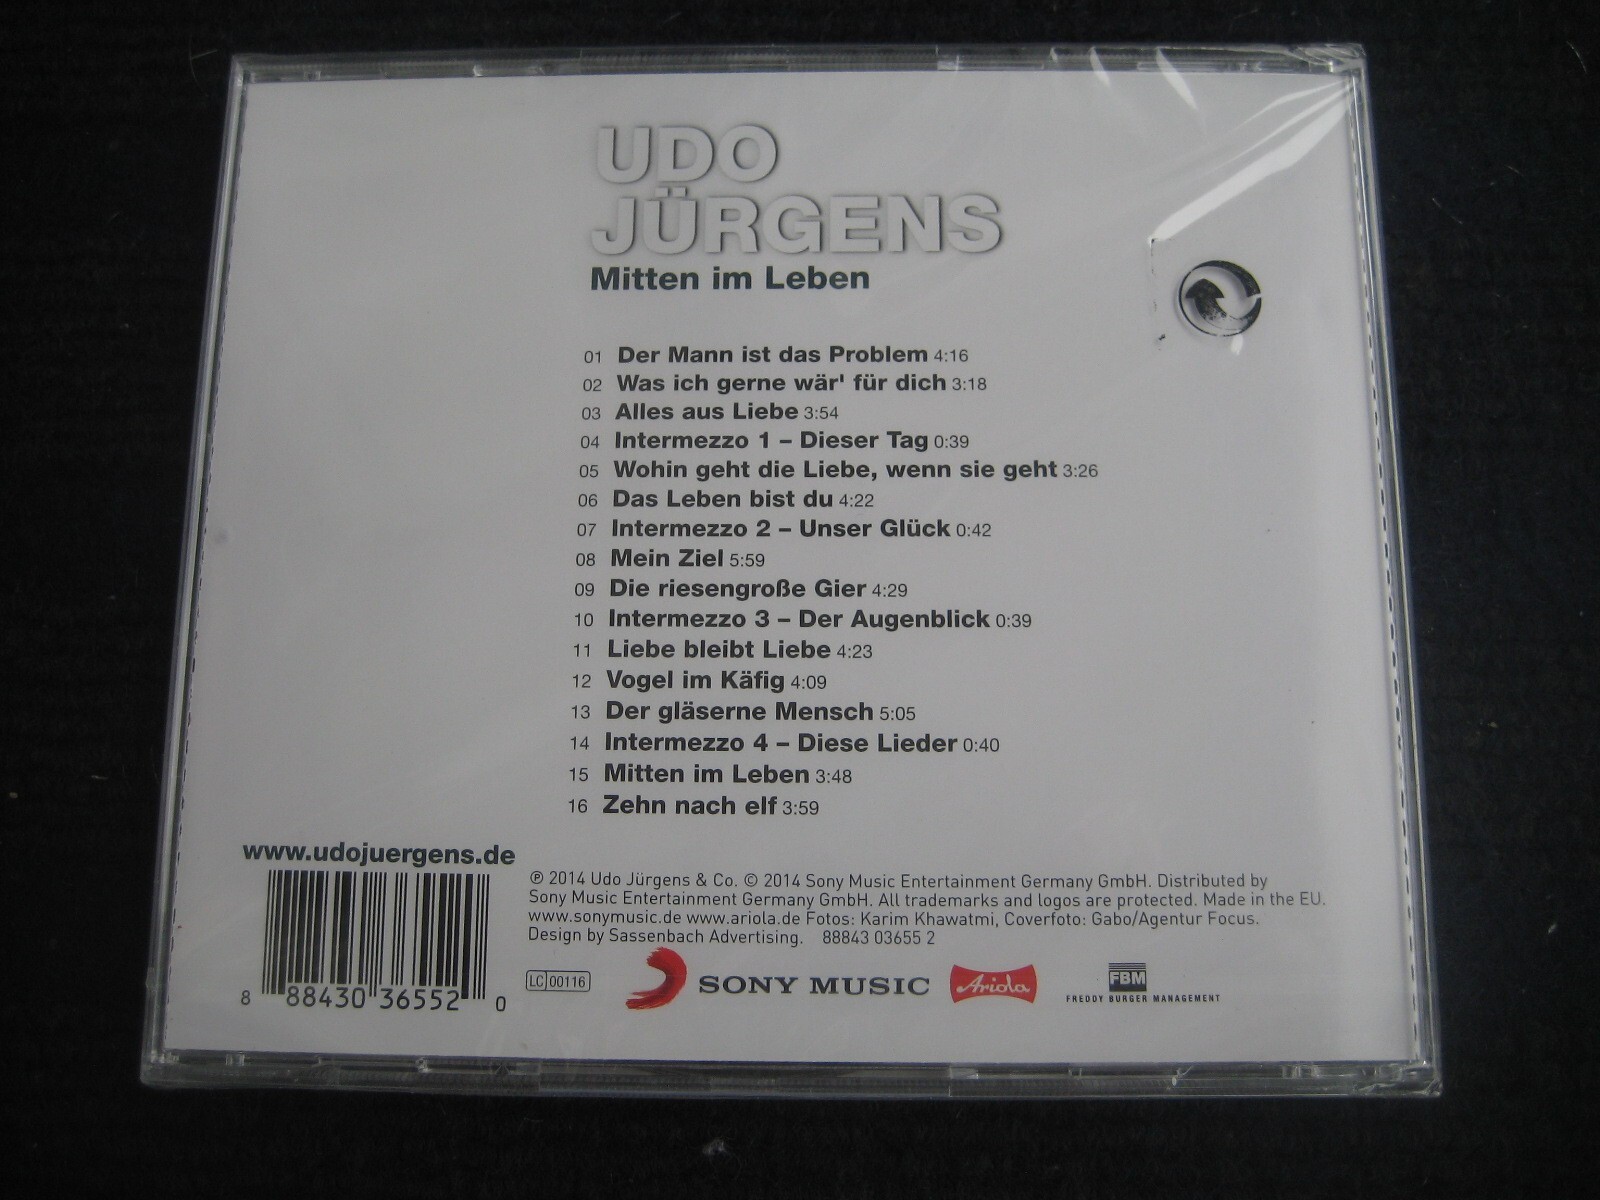 UDO
JÜRGENS
Mitten im Leben
01 Der Mann ist das Problem 4:16
02 Was ich gerne wär' für dich 3:18
03 Alles aus Liebe 3:54
04 Intermezzo 1 – Dieser Tag 0:39
05 Wohin geht die Liebe, wenn sie geht 3:26
06 Das Leben bist du 4:22
07 Intermezzo 2 – Unser Glück 0:42
08 Mein Ziel 5:59
09 Die riesengroße Gier 4:29
10 Intermezzo 3 – Der Augenblick 0:39
11 Liebe bleibt Liebe 4:23
12 Vogel im Käfig 4:09
13 Der gläserne Mensch 5:05
14 Intermezzo 4 – Diese Lieder 0:40
15 Mitten im Leben 3:48
16 Zehn nach elf 3:59
www.udojuergens.de
8 88430 36552 0
℗ 2014 Udo Jürgens & Co. © 2014 Sony Music Entertainment Germany GmbH. Distributed by
Sony Music Entertainment Germany GmbH. All trademarks and logos are protected. Made in the EU.
www.sonymusic.de www.ariola.de Fotos: Karim Khawatmi, Coverfoto: Gabo/Agentur Focus.
Design by Sassenbach Advertising. 88843 03655 2
LC 00116
SONY MUSIC
Ariola
FBM
FREDDY BURGER MANAGEMENT